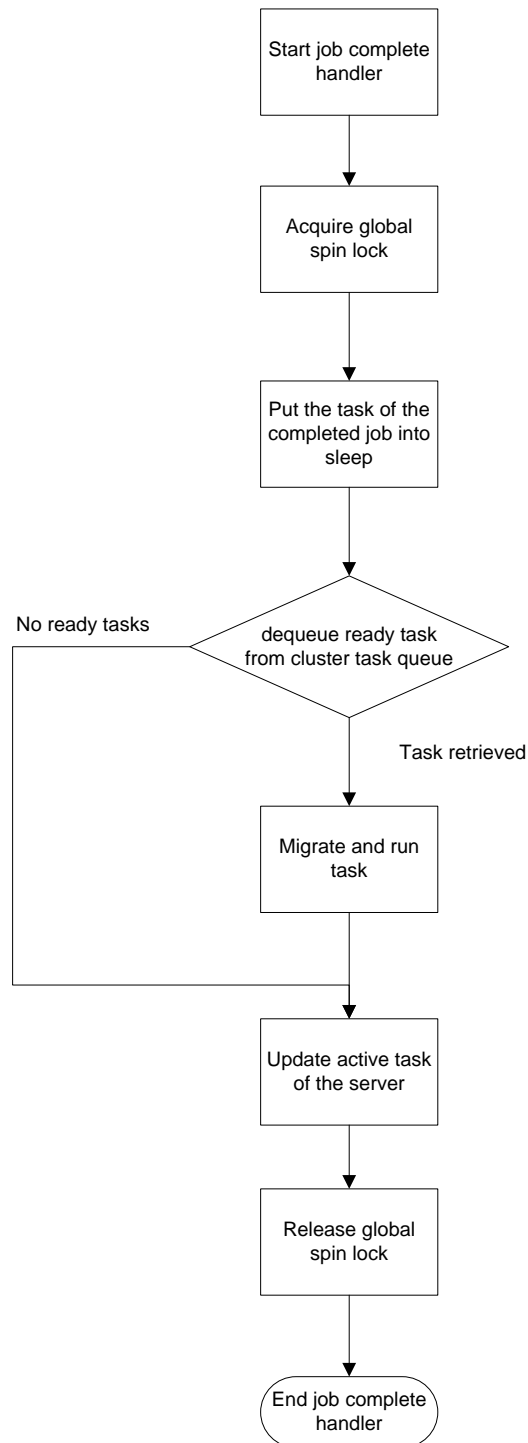 Start job complete
handler
Acquire global
spin lock
Put the task of the
completed job into
sleep
No ready tasks
dequeue ready task
from cluster task queue
Task retrieved
Migrate and run
task
Update active task
of the server
Release global
spin lock
End job complete
handler